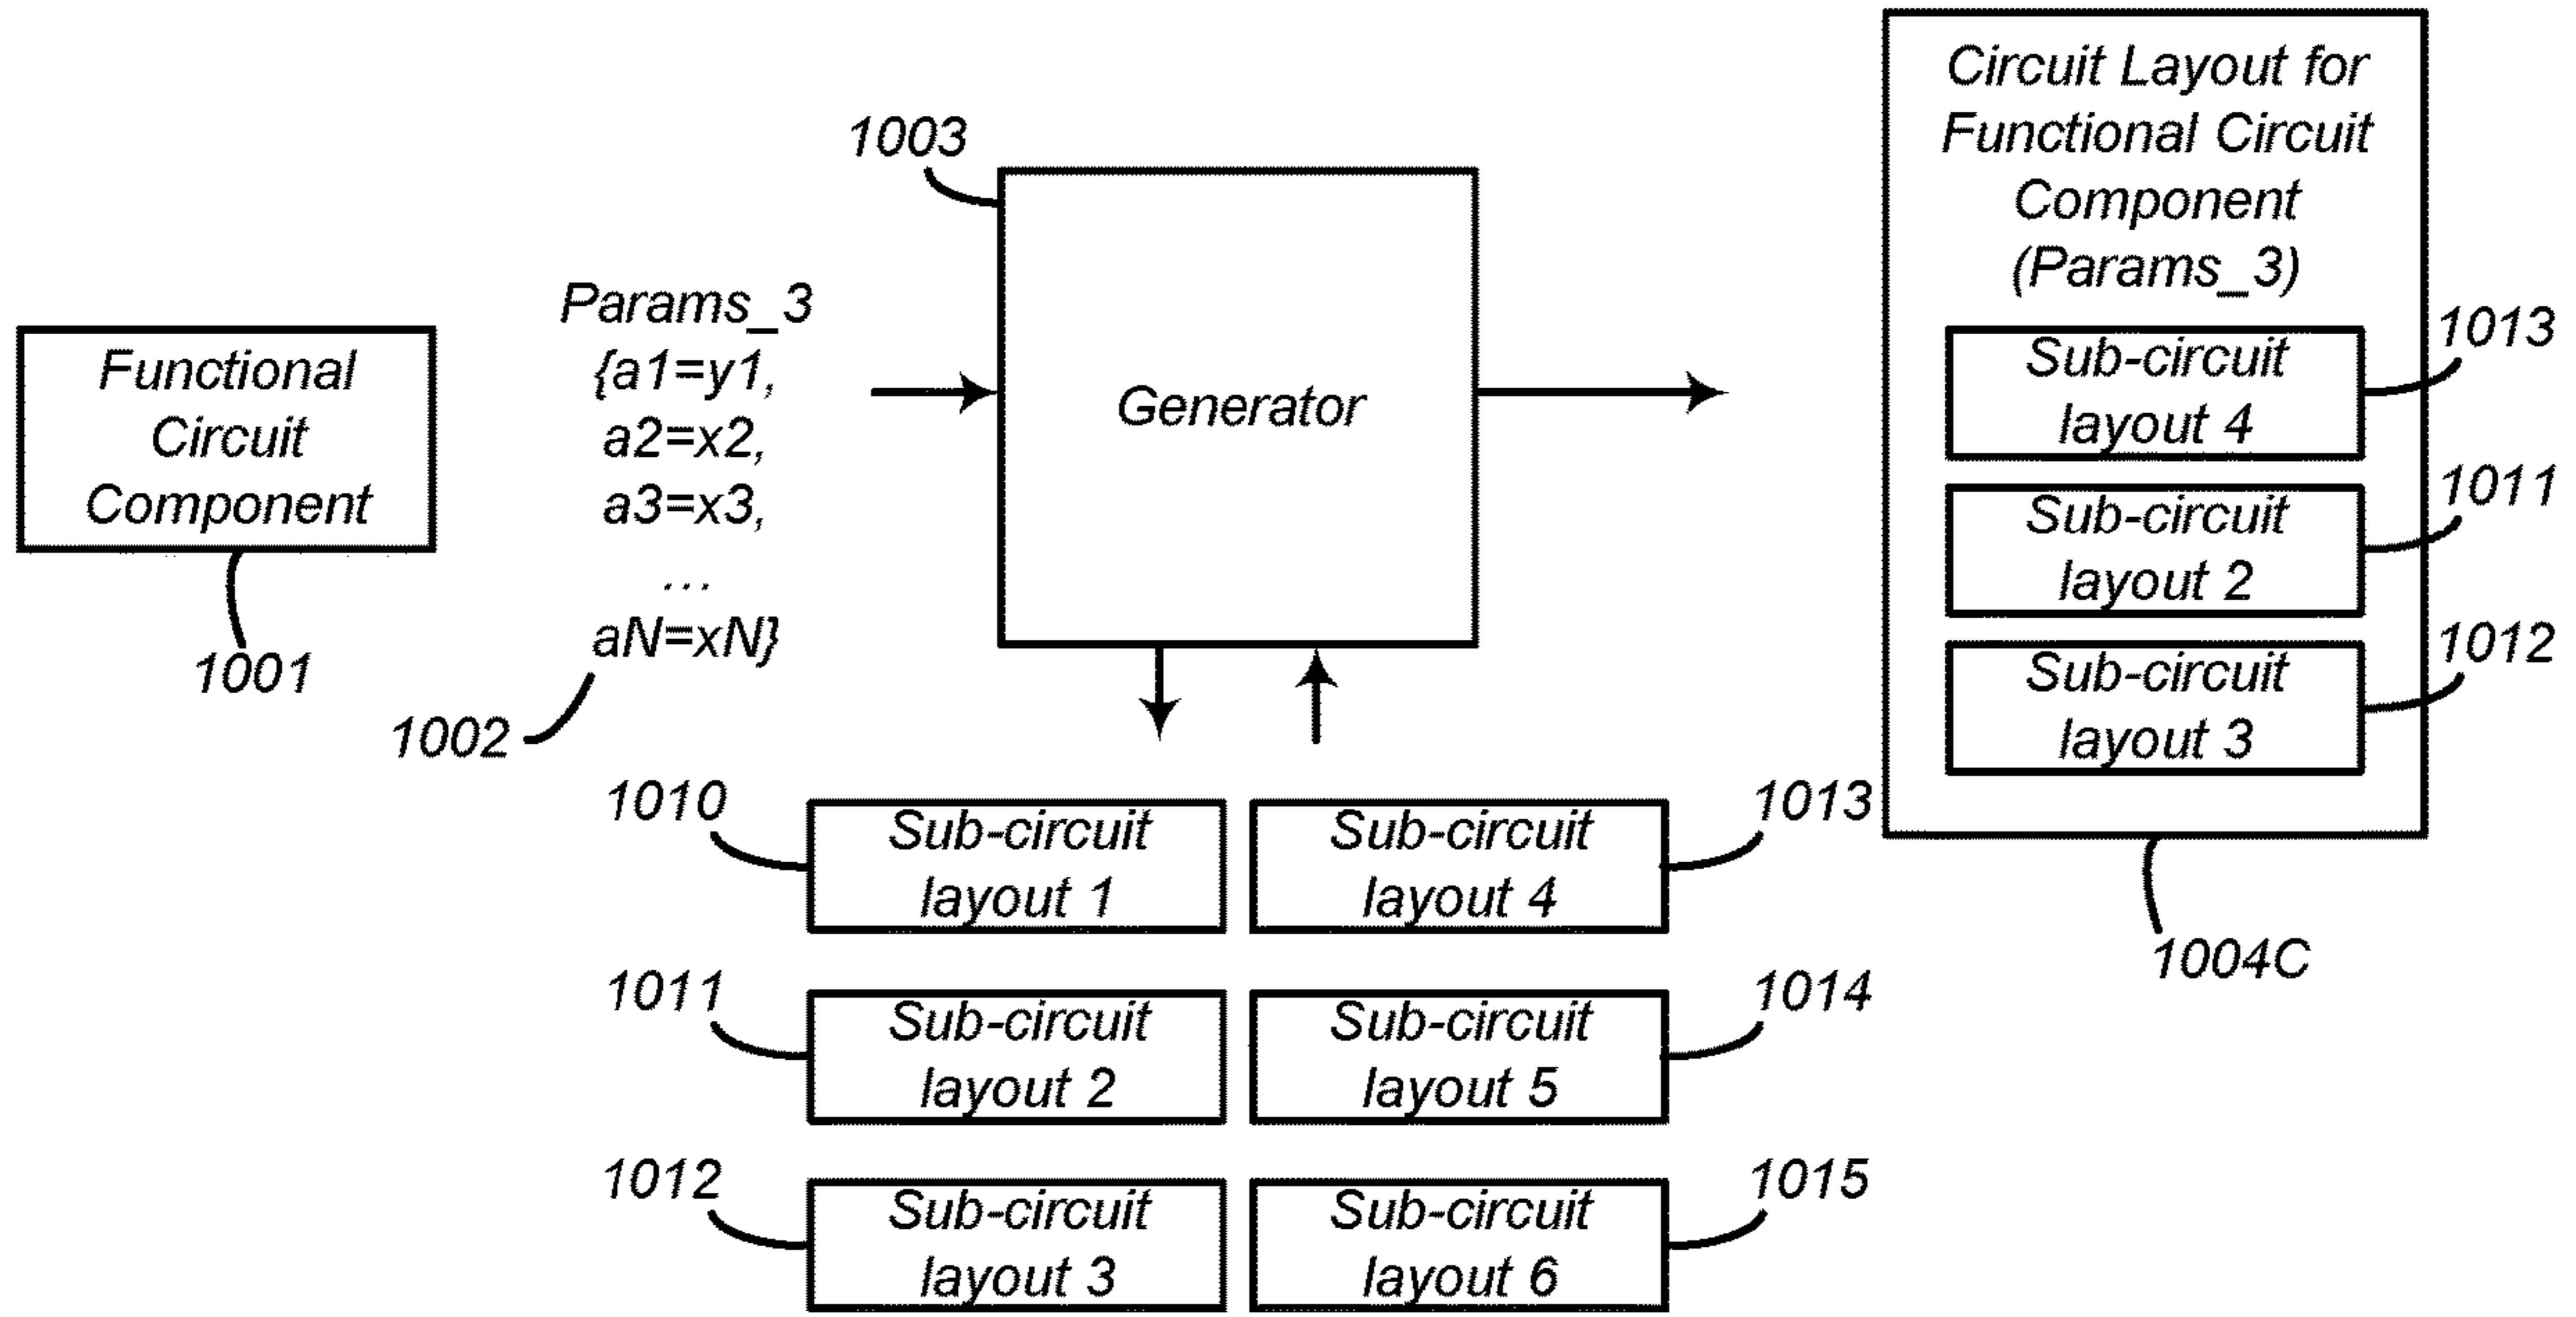 Functional
Circuit
Component
1001
Params_3
{a1=y1,
a2=x2,
a3=x3,
...
aN=xN}
1002
1003
Generator
Circuit Layout for
Functional Circuit
Component
(Params_3)
Sub-circuit
layout 4
1013
Sub-circuit
layout 2
1011
Sub-circuit
layout 3
1012
1004C
1010
Sub-circuit
layout 1
Sub-circuit
layout 4
1013
1011
Sub-circuit
layout 2
Sub-circuit
layout 5
1014
1012
Sub-circuit
layout 3
Sub-circuit
layout 6
1015